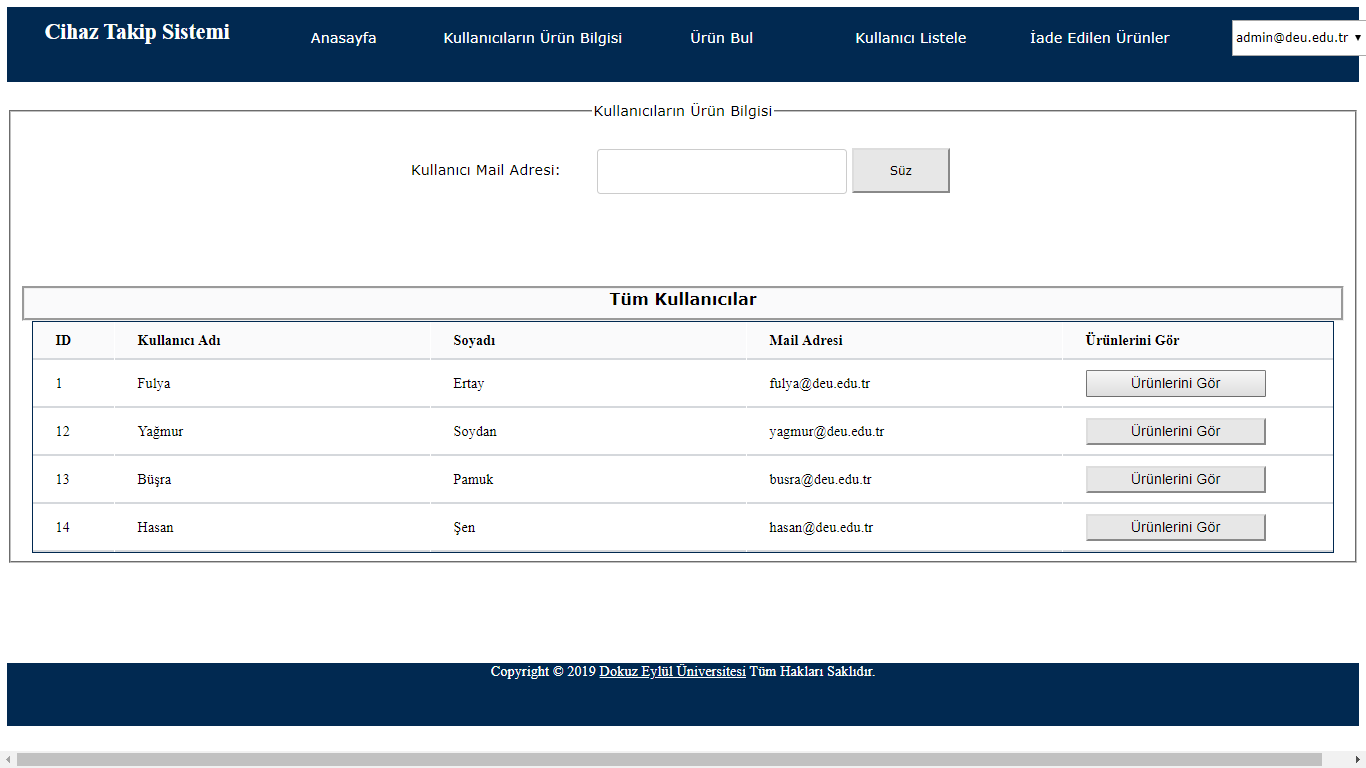 Cihaz Takip Sistemi
Anasayfa Kullanıcıların Ürün Bilgisi Ürün Bul Kullanıcı Listele İade Edilen Ürünler admin@deu.edu.tr
Kullanıcıların Ürün Bilgisi
Kullanıcı Mail Adresi: Süz
Tüm Kullanıcılar
ID Kullanıcı Adı Soyadı Mail Adresi Ürünlerini Gör
1 Fulya Ertay fulya@deu.edu.tr Ürünlerini Gör
12 Yağmur Soydan yagmur@deu.edu.tr Ürünlerini Gör
13 Büşra Pamuk busra@deu.edu.tr Ürünlerini Gör
14 Hasan Şen hasan@deu.edu.tr Ürünlerini Gör
Copyright © 2019 Dokuz Eylül Üniversitesi Tüm Hakları Saklıdır.